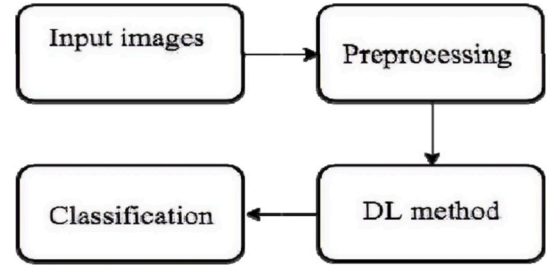 Input images
Preprocessing
DL method
Classification